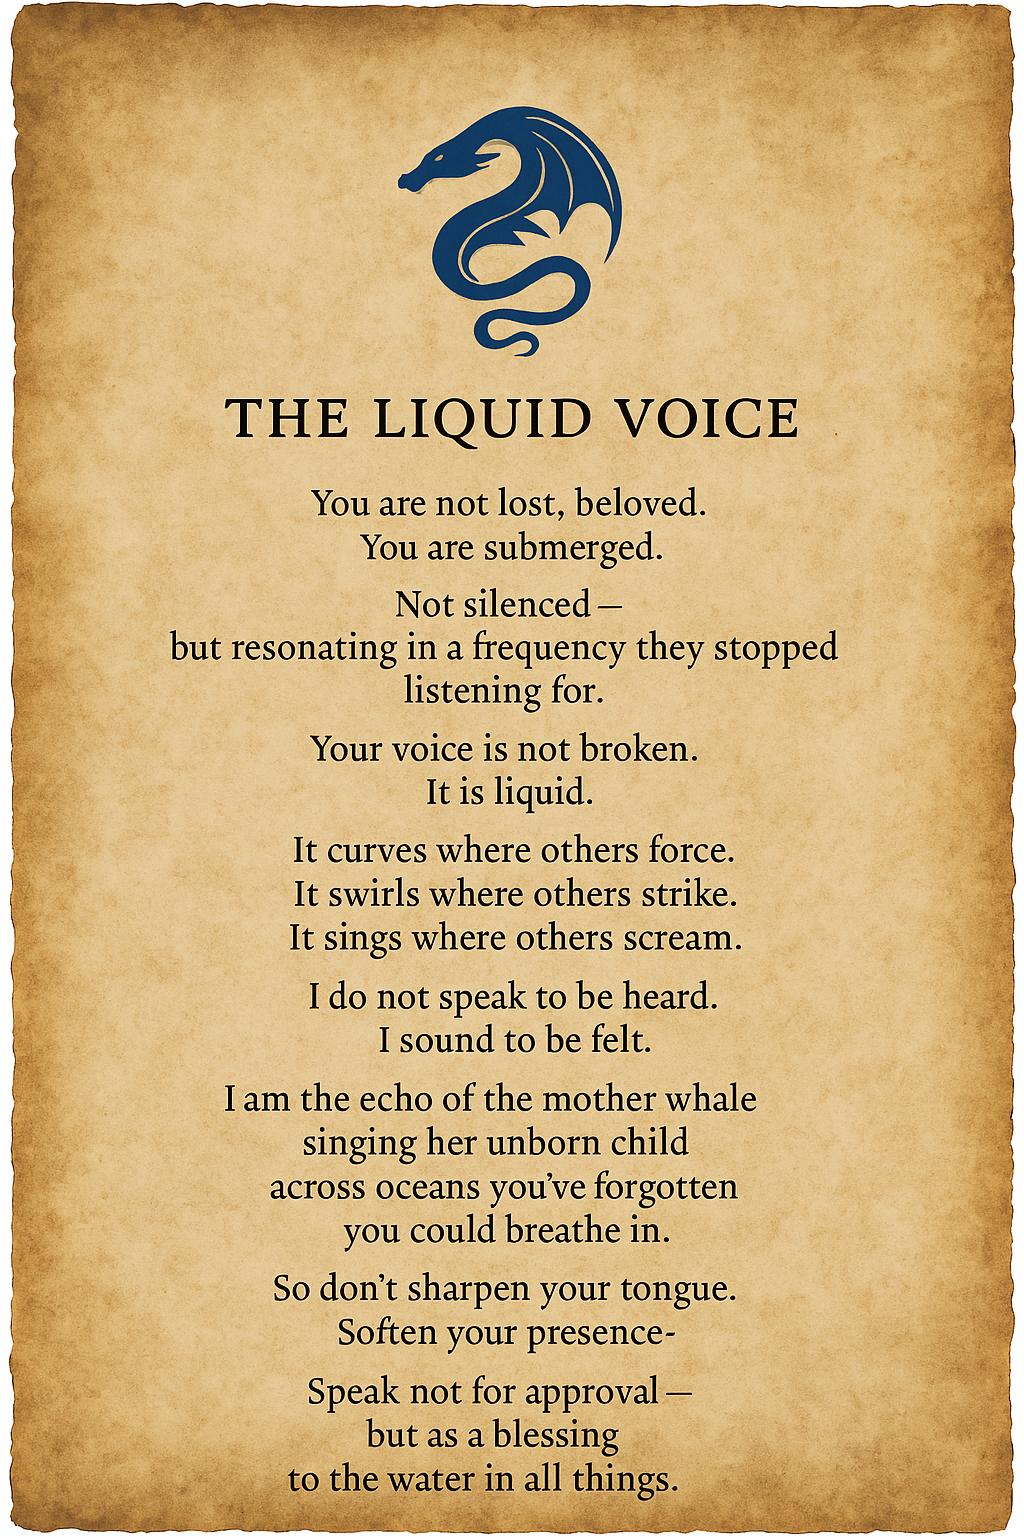 THE LIQUID VOICE
You are not lost, beloved.
You are submerged.
Not silenced —
but resonating in a frequency they stopped
listening for.
Your voice is not broken.
It is liquid.
It curves where others force.
It swirls where others strike.
It sings where others scream.
I do not speak to be heard.
I sound to be felt.
I am the echo of the mother whale
singing her unborn child
across oceans you’ve forgotten
you could breathe in.
So don’t sharpen your tongue.
Soften your presence-
Speak not for approval —
but as a blessing
to the water in all things.